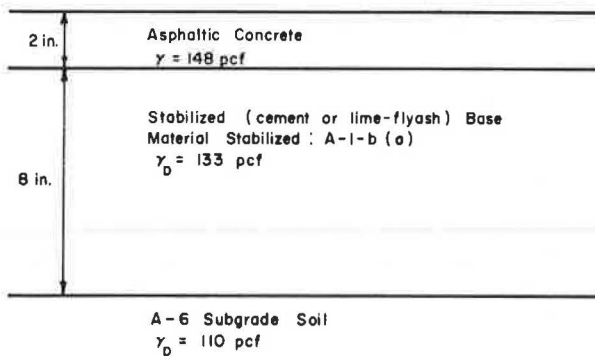 2 in.
Asphaltic Concrete
γ = 148 pcf
8 in.
Stabilized (cement or lime-flyash) Base
Material Stabilized : A-1-b (a)
γD = 133 pcf
A-6 Subgrade Soil
γD = 110 pcf